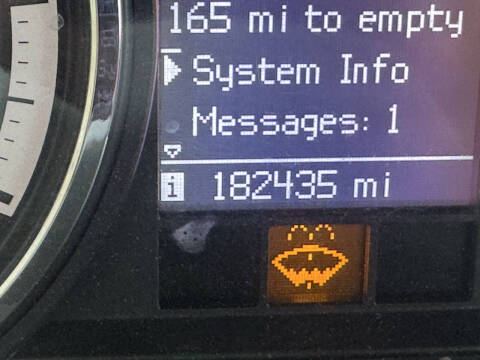 165 mi to empty
System Info
Messages: 1
i 182435 mi